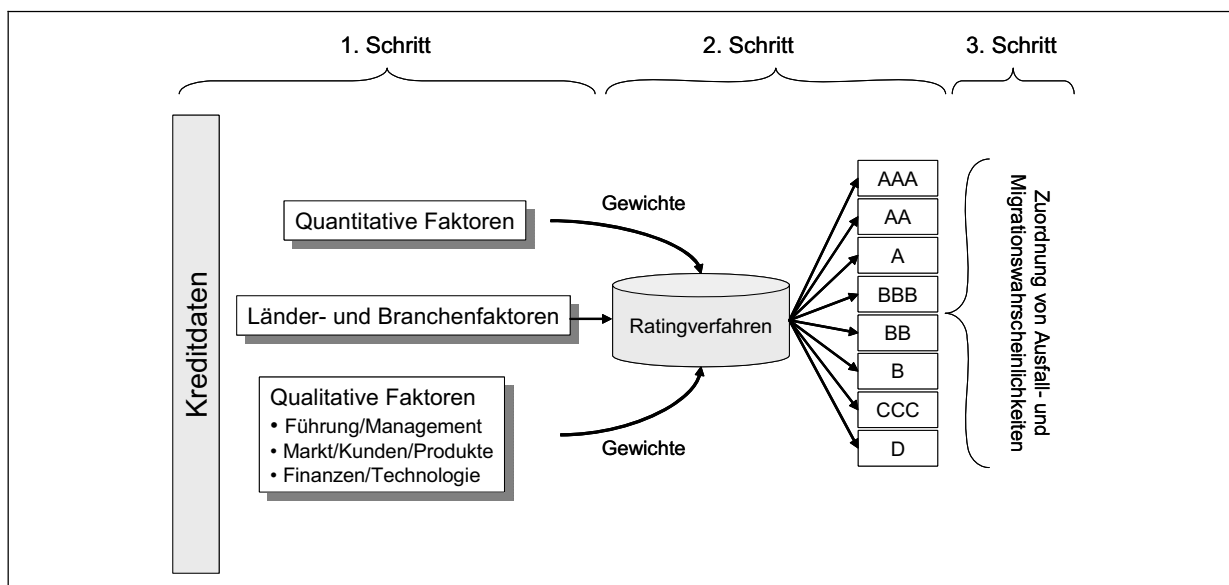 1. Schritt
2. Schritt
3. Schritt
Kreditdaten
Quantitative Faktoren
Länder- und Branchenfaktoren
Qualitative Faktoren
• Führung/Management
• Markt/Kunden/Produkte
• Finanzen/Technologie
Gewichte
Ratingverfahren
Gewichte
AAA
AA
A
BBB
BB
B
CCC
D
Zuordnung von Ausfall- und
Migrationswahrscheinlichkeiten